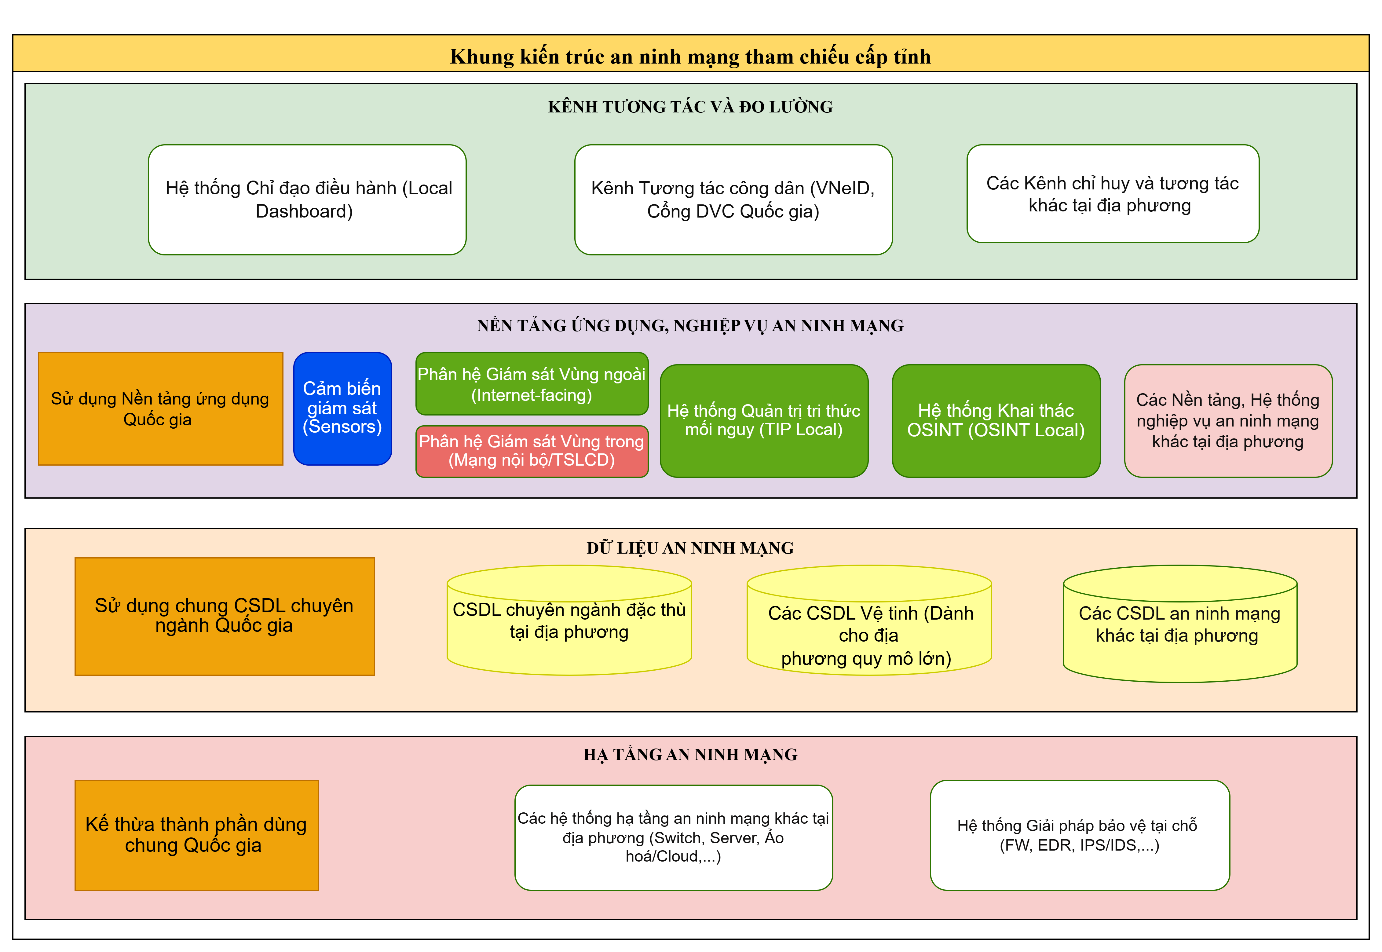 Khung kiến trúc an ninh mạng tham chiếu cấp tỉnh
KÊNH TƯƠNG TÁC VÀ ĐO LƯỜNG
Hệ thống Chỉ đạo điều hành (Local
Dashboard)
Kênh Tương tác công dân (VNeID,
Cổng DVC Quốc gia)
Các Kênh chỉ huy và tương tác
khác tại địa phương
NỀN TẢNG ỨNG DỤNG, NGHIỆP VỤ AN NINH MẠNG
Sử dụng Nền tảng ứng dụng
Quốc gia
Cảm biến
giám sát
(Sensors)
Phân hệ Giám sát Vùng ngoài
(Internet-facing)
Phân hệ Giám sát Vùng trong
(Mạng nội bộ/TSLCD)
Hệ thống Quản trị tri thức
mối nguy (TIP Local)
Hệ thống Khai thác
OSINT (OSINT Local)
Các Nền tảng, Hệ thống
nghiệp vụ an ninh mạng
khác tại địa phương
DỮ LIỆU AN NINH MẠNG
Sử dụng chung CSDL chuyên
ngành Quốc gia
CSDL chuyên ngành đặc thù
tại địa phương
Các CSDL Vệ tinh (Dành
cho địa
phương quy mô lớn)
Các CSDL an ninh mạng
khác tại địa phương
HẠ TẦNG AN NINH MẠNG
Kế thừa thành phần dùng
chung Quốc gia
Các hệ thống hạ tầng an ninh mạng khác tại
địa phương (Switch, Server, Ảo
hoá/Cloud,...)
Hệ thống Giải pháp bảo vệ tại chỗ
(FW, EDR, IPS/IDS,...)